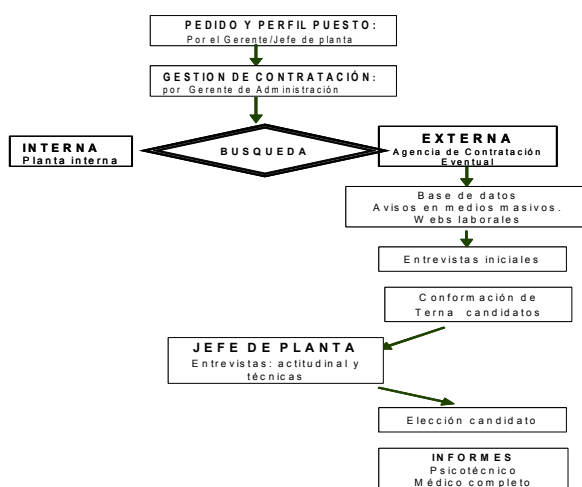 PEDIDO Y PERFIL PUESTO:
Por el Gerente/Jefe de planta
GESTION DE CONTRATACIÓN:
por Gerente de Administración
INTERNA
Planta interna
BUSQUEDA
EXTERNA
Agencia de Contratación
Eventual
Base de datos
Avisos en medios masivos.
Webs laborales
Entrevistas iniciales
Conformación de
Terna candidatos
JEFE DE PLANTA
Entrevistas: actitudinal y
técnicas
Elección candidato
INFORMES
Psicotécnico
Médico completo